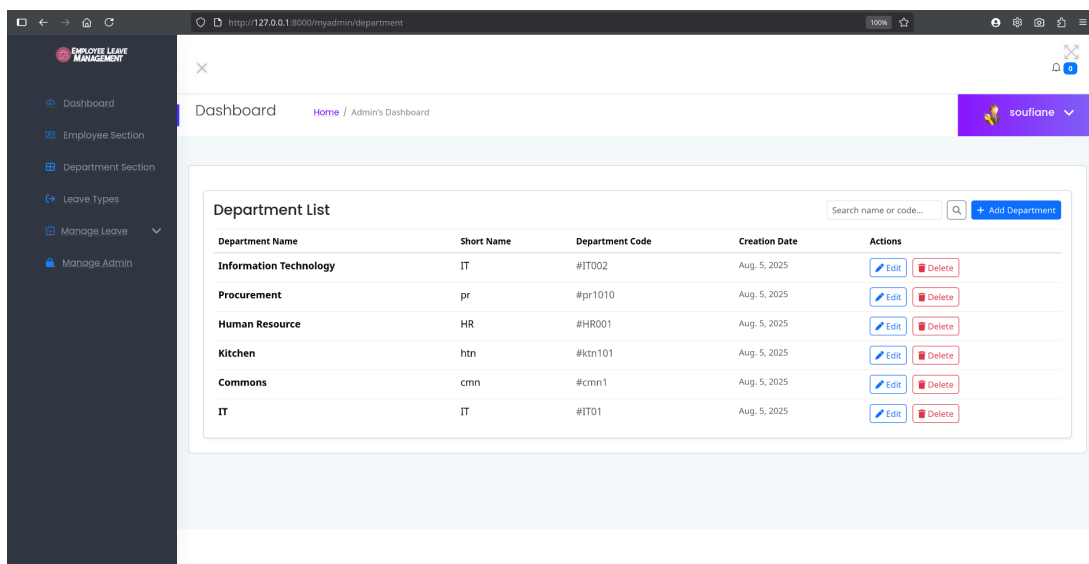 http://127.0.0.1:8000/myadmin/department
100%
EMPLOYEE LEAVE
MANAGEMENT
0
Dashboard
Employee Section
Department Section
Leave Types
Manage Leave
Manage Admin
Dashboard
Home / Admin's Dashboard
soufiane
Department List
Search name or code...
+ Add Department
Department Name Short Name Department Code Creation Date Actions
Information Technology IT #IT002 Aug. 5, 2025 Edit Delete
Procurement pr #pr1010 Aug. 5, 2025 Edit Delete
Human Resource HR #HR001 Aug. 5, 2025 Edit Delete
Kitchen htn #ktn101 Aug. 5, 2025 Edit Delete
Commons cmn #cmn1 Aug. 5, 2025 Edit Delete
IT IT #IT01 Aug. 5, 2025 Edit Delete